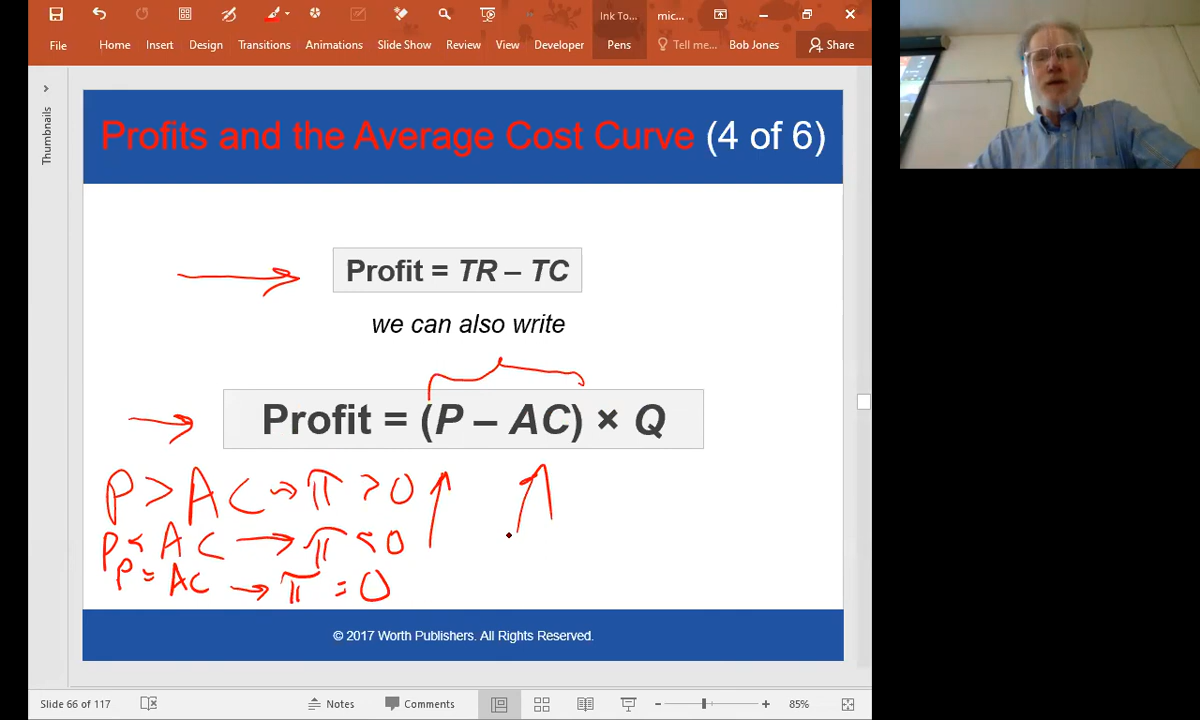 Ink To...
mic...
File
Home
Insert
Design
Transitions
Animations
Slide Show
Review
View
Developer
Pens
Tell me...
Bob Jones
Share
Thumbnails
Profits and the Average Cost Curve (4 of 6)
Profit = TR – TC
we can also write
Profit = (P – AC) × Q
P > AC → π > 0
P < AC → π < 0
P = AC → π = 0
© 2017 Worth Publishers. All Rights Reserved.
Slide 66 of 117
Notes
Comments
85%